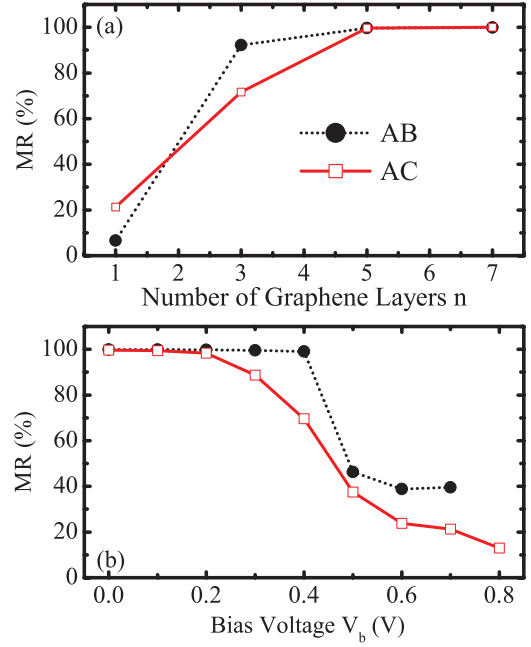 100
(a)
80
60
AB
40
AC
20
0
MR (%)
1 2 3 4 5 6 7
Number of Graphene Layers n
100
80
60
40
20
(b)
0
MR (%)
0.0 0.2 0.4 0.6 0.8
Bias Voltage V_b (V)